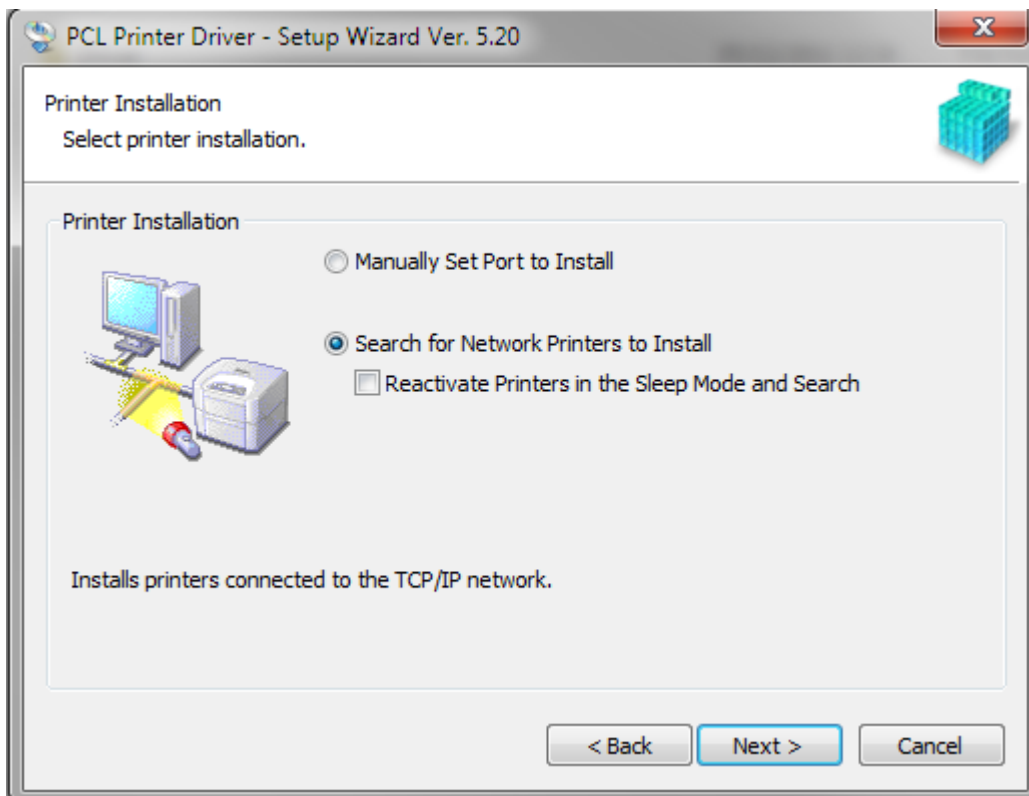 PCL Printer Driver - Setup Wizard Ver. 5.20
Printer Installation
Select printer installation.
Printer Installation
Manually Set Port to Install
Search for Network Printers to Install
Reactivate Printers in the Sleep Mode and Search
Installs printers connected to the TCP/IP network.
< Back Next > Cancel